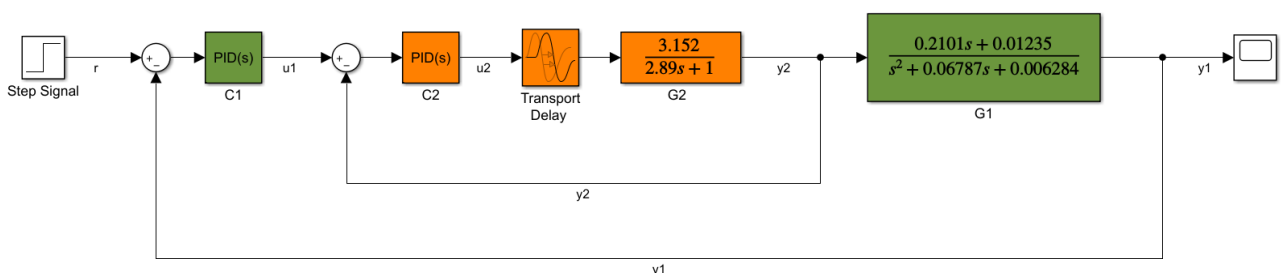 Step Signal
r
+
−
PID(s)
C1
u1
+
−
PID(s)
C2
u2
Transport
Delay
3.152
2.89s + 1
G2
y2
0.2101s + 0.01235
s² + 0.06787s + 0.006284
G1
y1
y2
y1